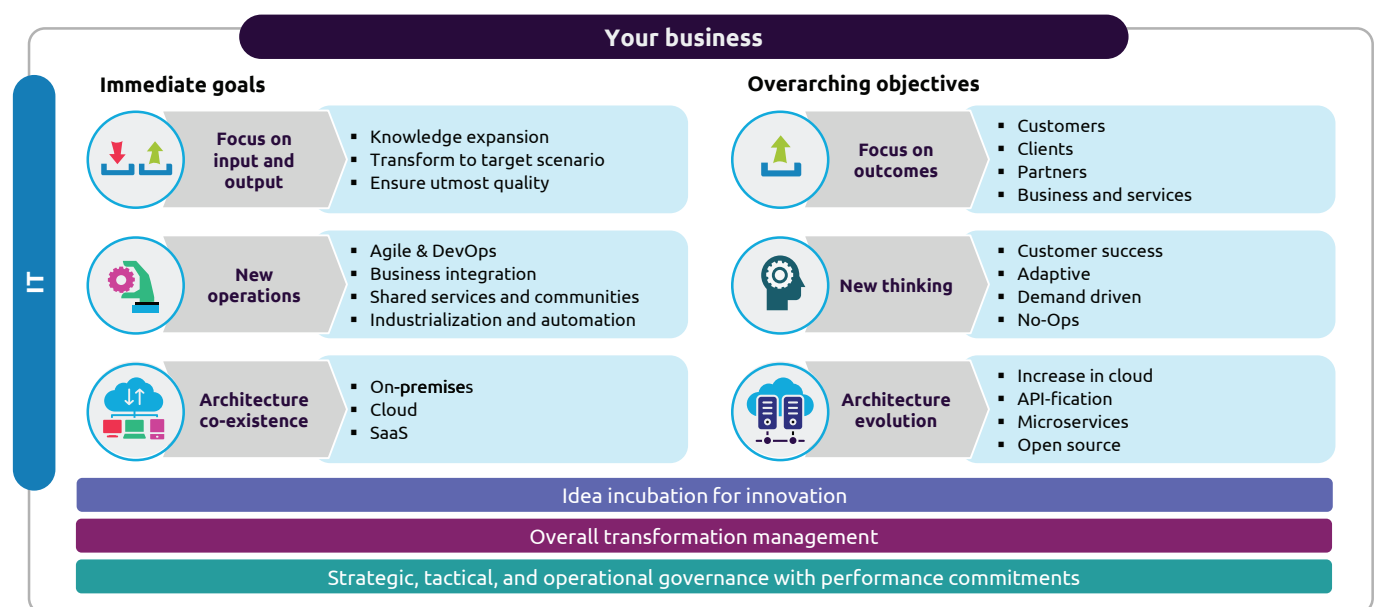 Your business
IT
Immediate goals
Focus on
input and
output
▪ Knowledge expansion
▪ Transform to target scenario
▪ Ensure utmost quality
New
operations
▪ Agile & DevOps
▪ Business integration
▪ Shared services and communities
▪ Industrialization and automation
Architecture
co-existence
▪ On-premises
▪ Cloud
▪ SaaS
Overarching objectives
Focus on
outcomes
▪ Customers
▪ Clients
▪ Partners
▪ Business and services
New thinking
▪ Customer success
▪ Adaptive
▪ Demand driven
▪ No-Ops
Architecture
evolution
▪ Increase in cloud
▪ API-fication
▪ Microservices
▪ Open source
Idea incubation for innovation
Overall transformation management
Strategic, tactical, and operational governance with performance commitments